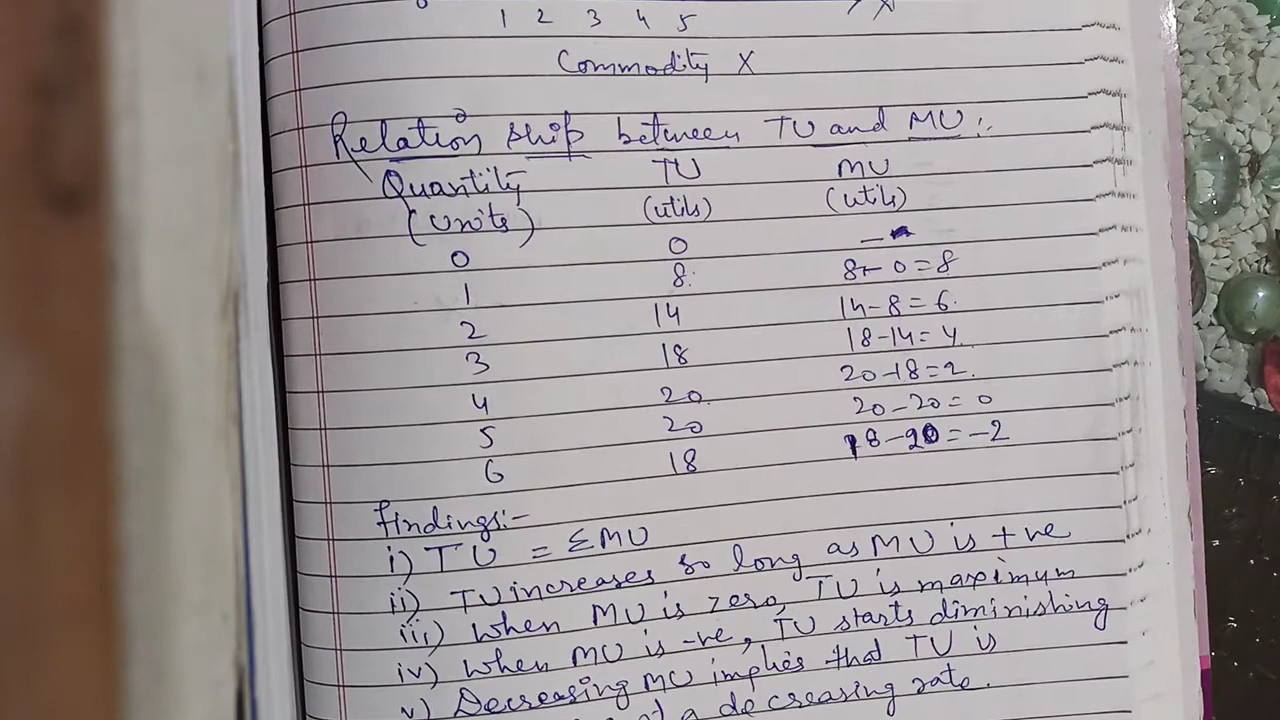 1 2 3 4 5 X
Commodity X
Relation ship between TU and MU :.
Quantity TU MU
(Units) (utils) (utils)
0 0 -
1 8 8-0=8
2 14 14-8=6.
3 18 18-14=4
4 20 20-18=2.
5 20 20-20=0
6 18 18-20=-2
findings:-
i) TU = ΣMU
ii) TU increases so long as MU is +ve
iii) When MU is zero, TU is maximum
iv) When MU is -ve, TU starts diminishing
v) Decreasing MU implies that TU is
a decreasing rate.